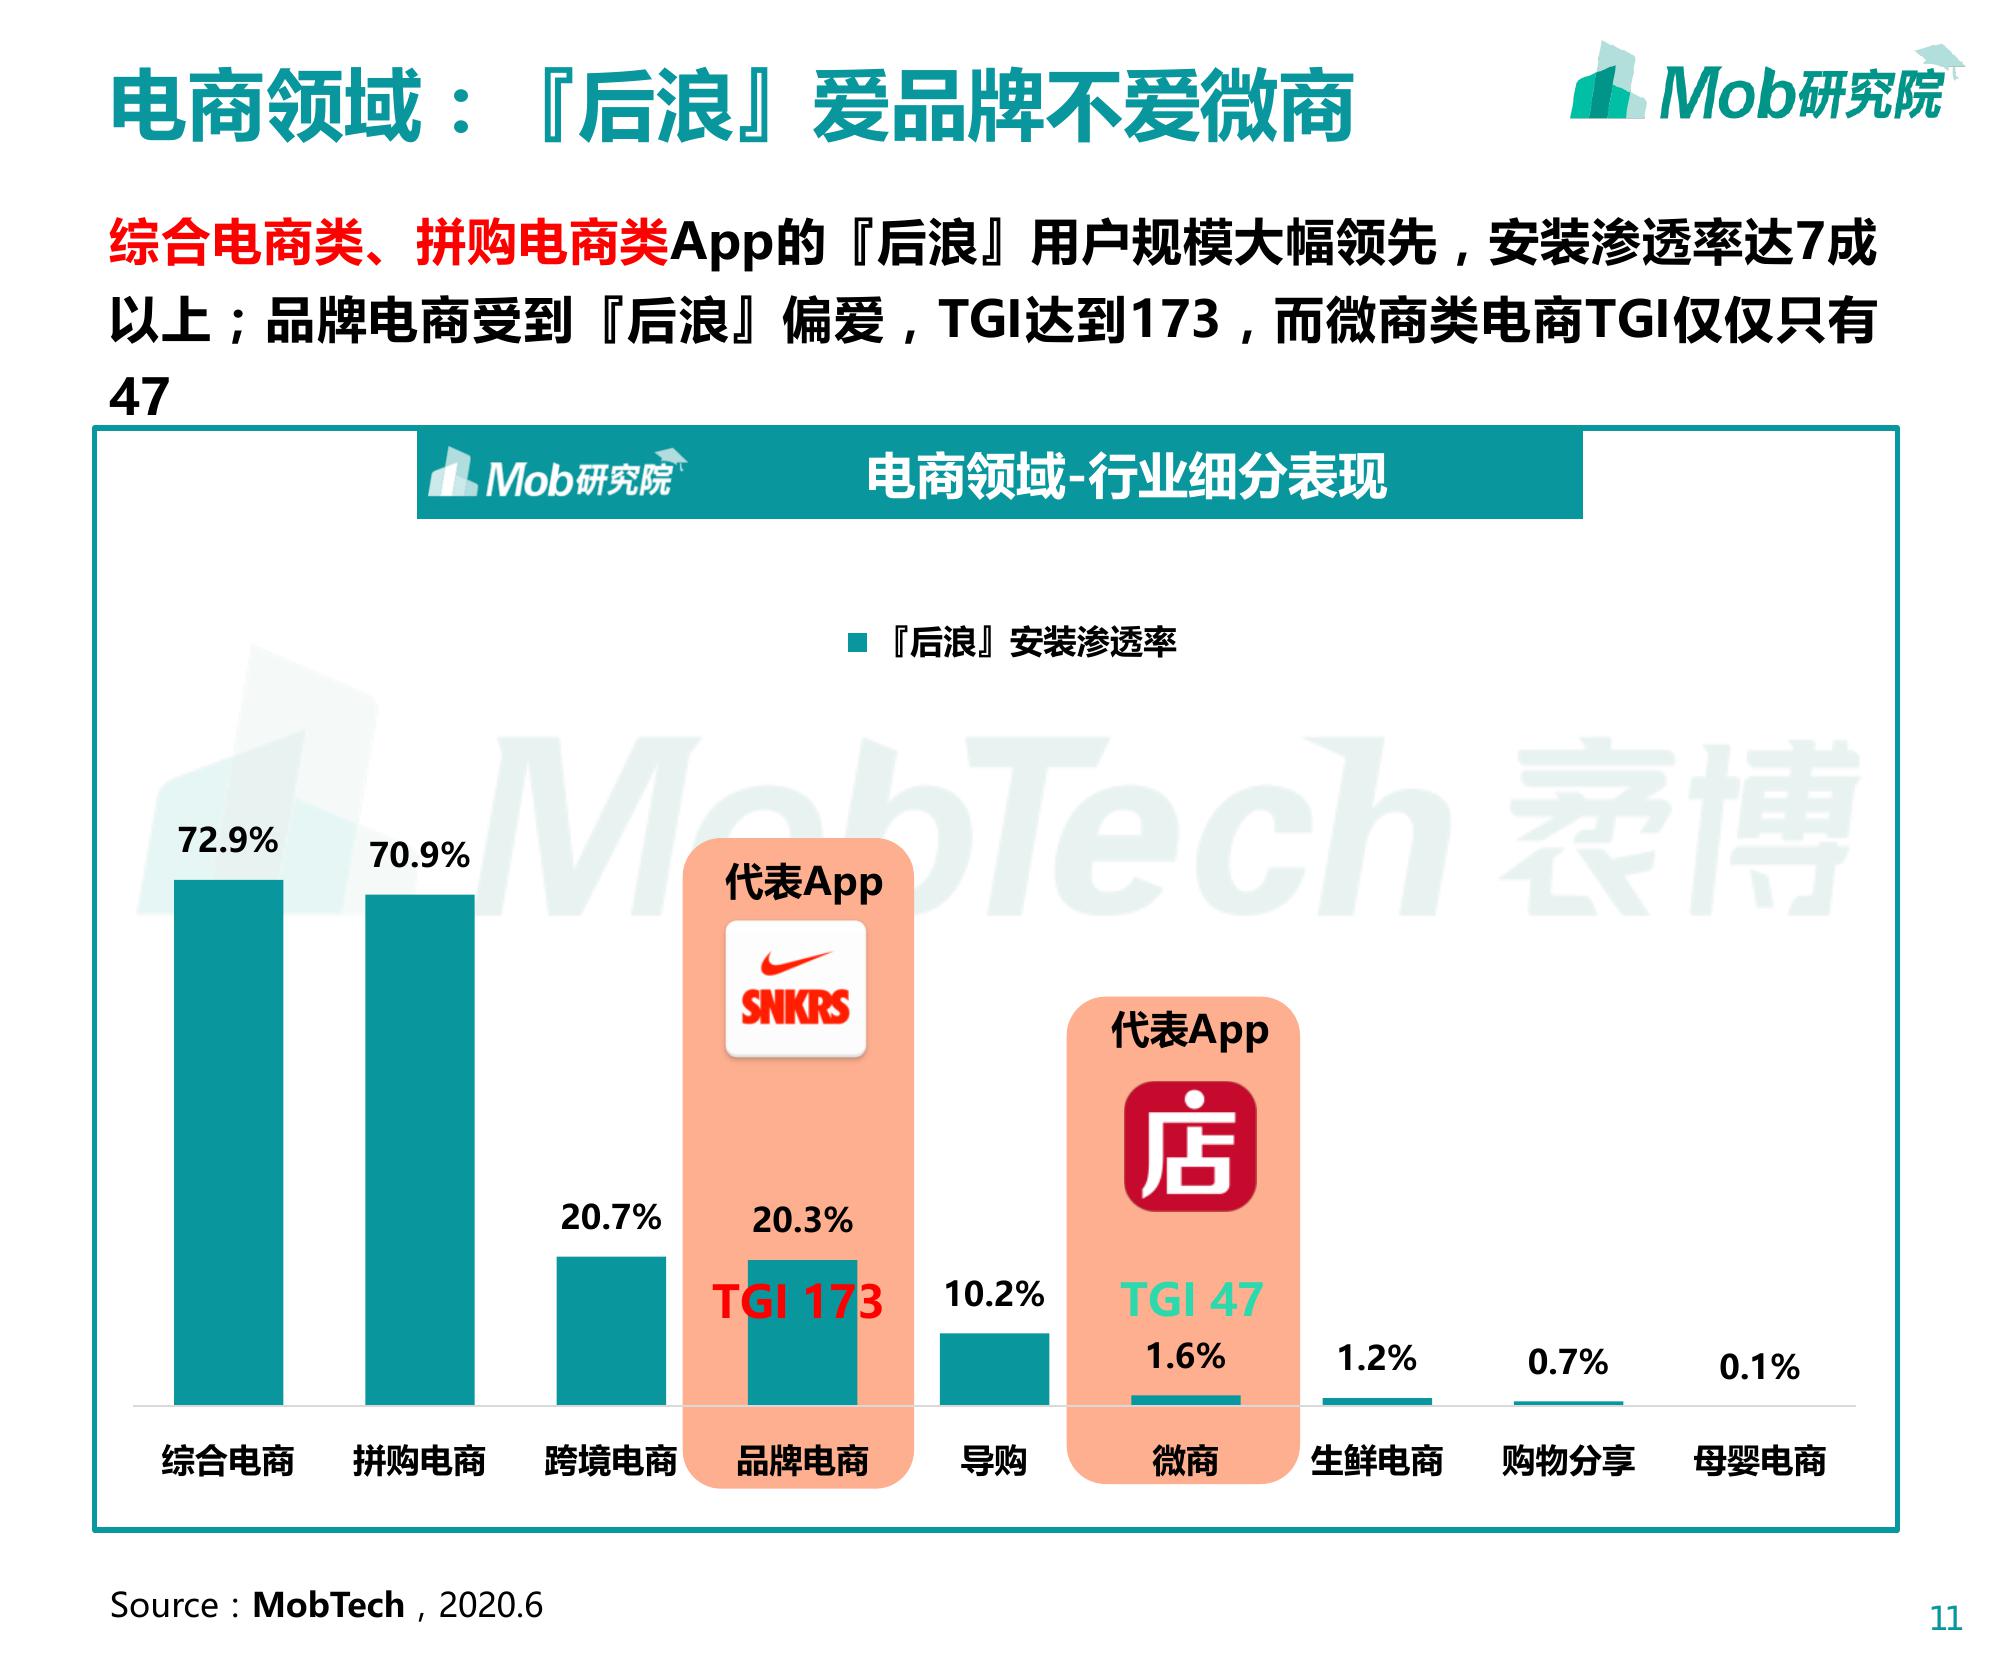 电商领域：『后浪』爱品牌不爱微商
Mob研究院
综合电商类、拼购电商类App的『后浪』用户规模大幅领先，安装渗透率达7成
以上；品牌电商受到『后浪』偏爱，TGI达到173，而微商类电商TGI仅仅只有
47
Mob研究院
电商领域-行业细分表现
『后浪』安装渗透率
MobTech 袤博
72.9%
70.9%
代表App
SNKRS
代表App
店
20.7%
20.3%
TGI 173
10.2%
TGI 47
1.6%
1.2%
0.7%
0.1%
综合电商
拼购电商
跨境电商
品牌电商
导购
微商
生鲜电商
购物分享
母婴电商
Source：MobTech，2020.6
11